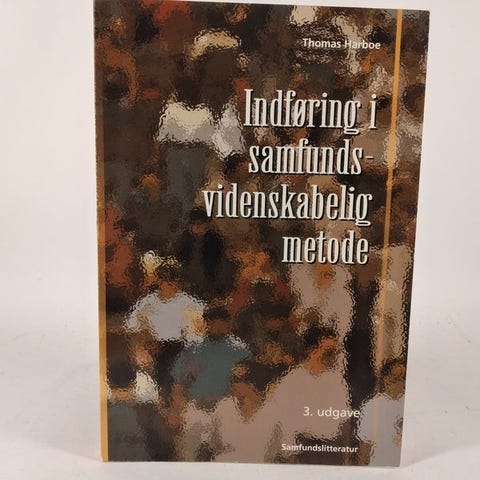 Thomas Harboe
Indføring i
samfunds-
videnskabelig
metode
3. udgave
Samfundslitteratur